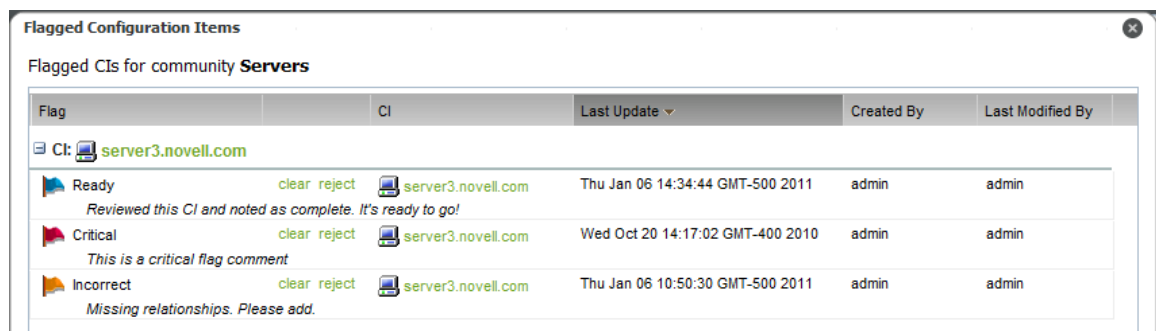 Flagged Configuration Items
Flagged CIs for community Servers
Flag CI Last Update Created By Last Modified By
CI: server3.novell.com
Ready clear reject server3.novell.com Thu Jan 06 14:34:44 GMT-500 2011 admin admin
Reviewed this CI and noted as complete. It's ready to go!
Critical clear reject server3.novell.com Wed Oct 20 14:17:02 GMT-400 2010 admin admin
This is a critical flag comment
Incorrect clear reject server3.novell.com Thu Jan 06 10:50:30 GMT-500 2011 admin admin
Missing relationships. Please add.